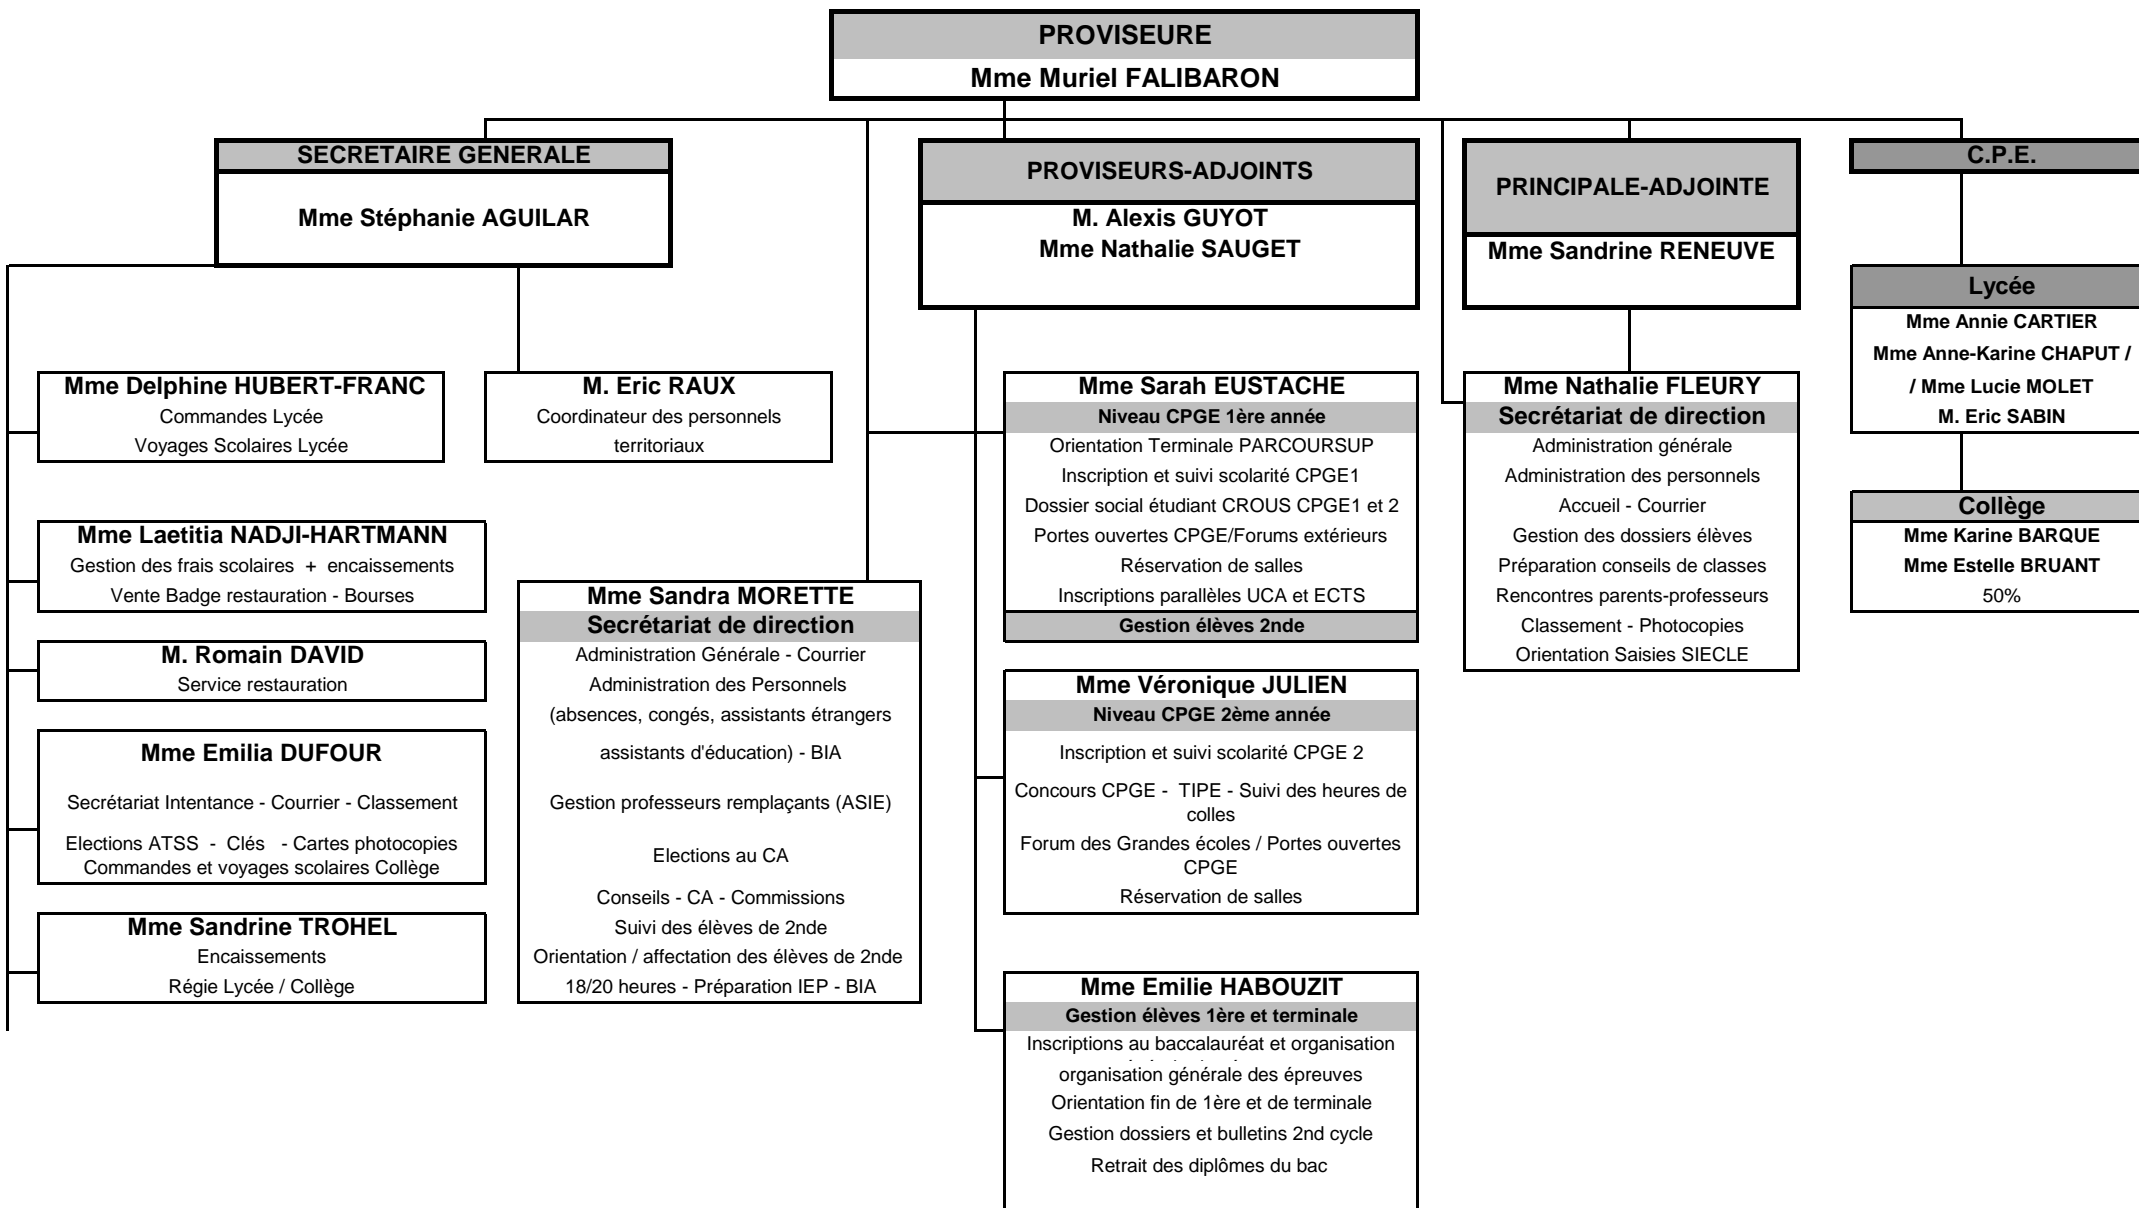 PROVISEURE
Mme Muriel FALIBARON
SECRETAIRE GENERALE
Mme Stéphanie AGUILAR
PROVISEURS-ADJOINTS
M. Alexis GUYOT
Mme Nathalie SAUGET
PRINCIPALE-ADJOINTE
Mme Sandrine RENEUVE
C.P.E.
Lycée
Mme Annie CARTIER
Mme Anne-Karine CHAPUT /
/ Mme Lucie MOLET
M. Eric SABIN
Collège
Mme Karine BARQUE
Mme Estelle BRUANT
50%
Mme Delphine HUBERT-FRANC
Commandes Lycée
Voyages Scolaires Lycée
M. Eric RAUX
Coordinateur des personnels
territoriaux
Mme Laetitia NADJI-HARTMANN
Gestion des frais scolaires + encaissements
Vente Badge restauration - Bourses
M. Romain DAVID
Service restauration
Mme Emilia DUFOUR
Secrétariat Intentance - Courrier - Classement
Elections ATSS - Clés - Cartes photocopies
Commandes et voyages scolaires Collège
Mme Sandrine TROHEL
Encaissements
Régie Lycée / Collège
Mme Sandra MORETTE
Secrétariat de direction
Administration Générale - Courrier
Administration des Personnels
(absences, congés, assistants étrangers
assistants d'éducation) - BIA
Gestion professeurs remplaçants (ASIE)
Elections au CA
Conseils - CA - Commissions
Suivi des élèves de 2nde
Orientation / affectation des élèves de 2nde
18/20 heures - Préparation IEP - BIA
Mme Sarah EUSTACHE
Niveau CPGE 1ère année
Orientation Terminale PARCOURSUP
Inscription et suivi scolarité CPGE1
Dossier social étudiant CROUS CPGE1 et 2
Portes ouvertes CPGE/Forums extérieurs
Réservation de salles
Inscriptions parallèles UCA et ECTS
Gestion élèves 2nde
Mme Véronique JULIEN
Niveau CPGE 2ème année
Inscription et suivi scolarité CPGE 2
Concours CPGE - TIPE - Suivi des heures de
colles
Forum des Grandes écoles / Portes ouvertes
CPGE
Réservation de salles
Mme Emilie HABOUZIT
Gestion élèves 1ère et terminale
Inscriptions au baccalauréat et organisation
organisation générale des épreuves
Orientation fin de 1ère et de terminale
Gestion dossiers et bulletins 2nd cycle
Retrait des diplômes du bac
Mme Nathalie FLEURY
Secrétariat de direction
Administration générale
Administration des personnels
Accueil - Courrier
Gestion des dossiers élèves
Préparation conseils de classes
Rencontres parents-professeurs
Classement - Photocopies
Orientation Saisies SIECLE